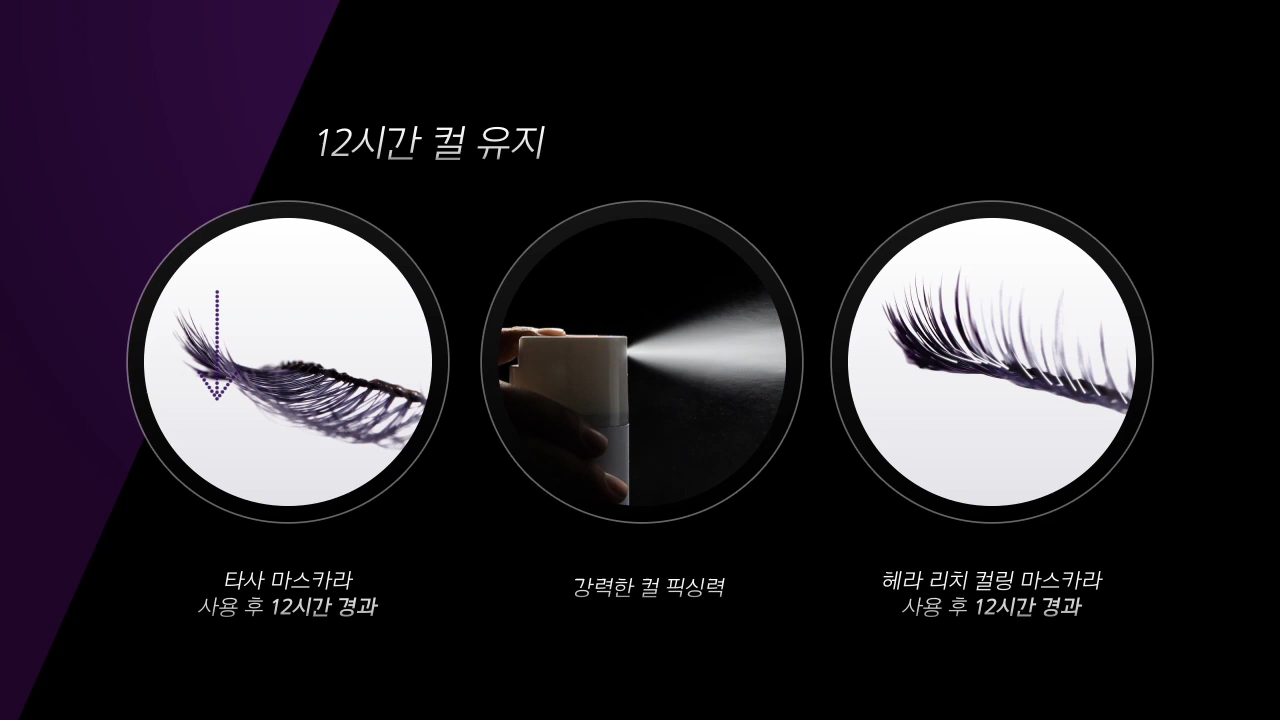 12시간 컬 유지
타사 마스카라
사용 후 12시간 경과
강력한 컬 픽싱력
헤라 리치 컬링 마스카라
사용 후 12시간 경과